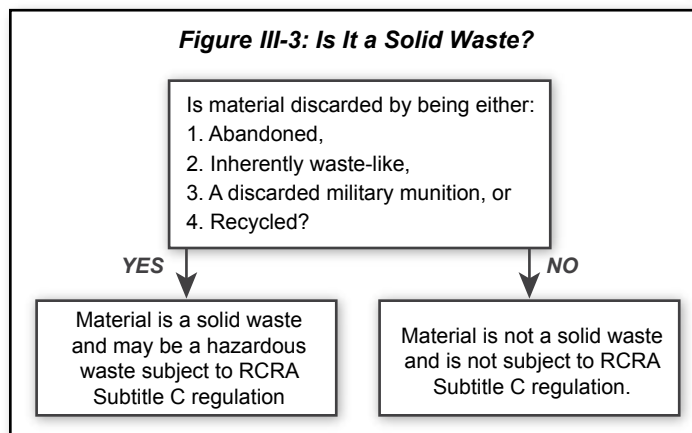 Figure III-3: Is It a Solid Waste?
Is material discarded by being either:
1. Abandoned,
2. Inherently waste-like,
3. A discarded military munition, or
4. Recycled?
YES
NO
Material is a solid waste
and may be a hazardous
waste subject to RCRA
Subtitle C regulation
Material is not a solid waste
and is not subject to RCRA
Subtitle C regulation.